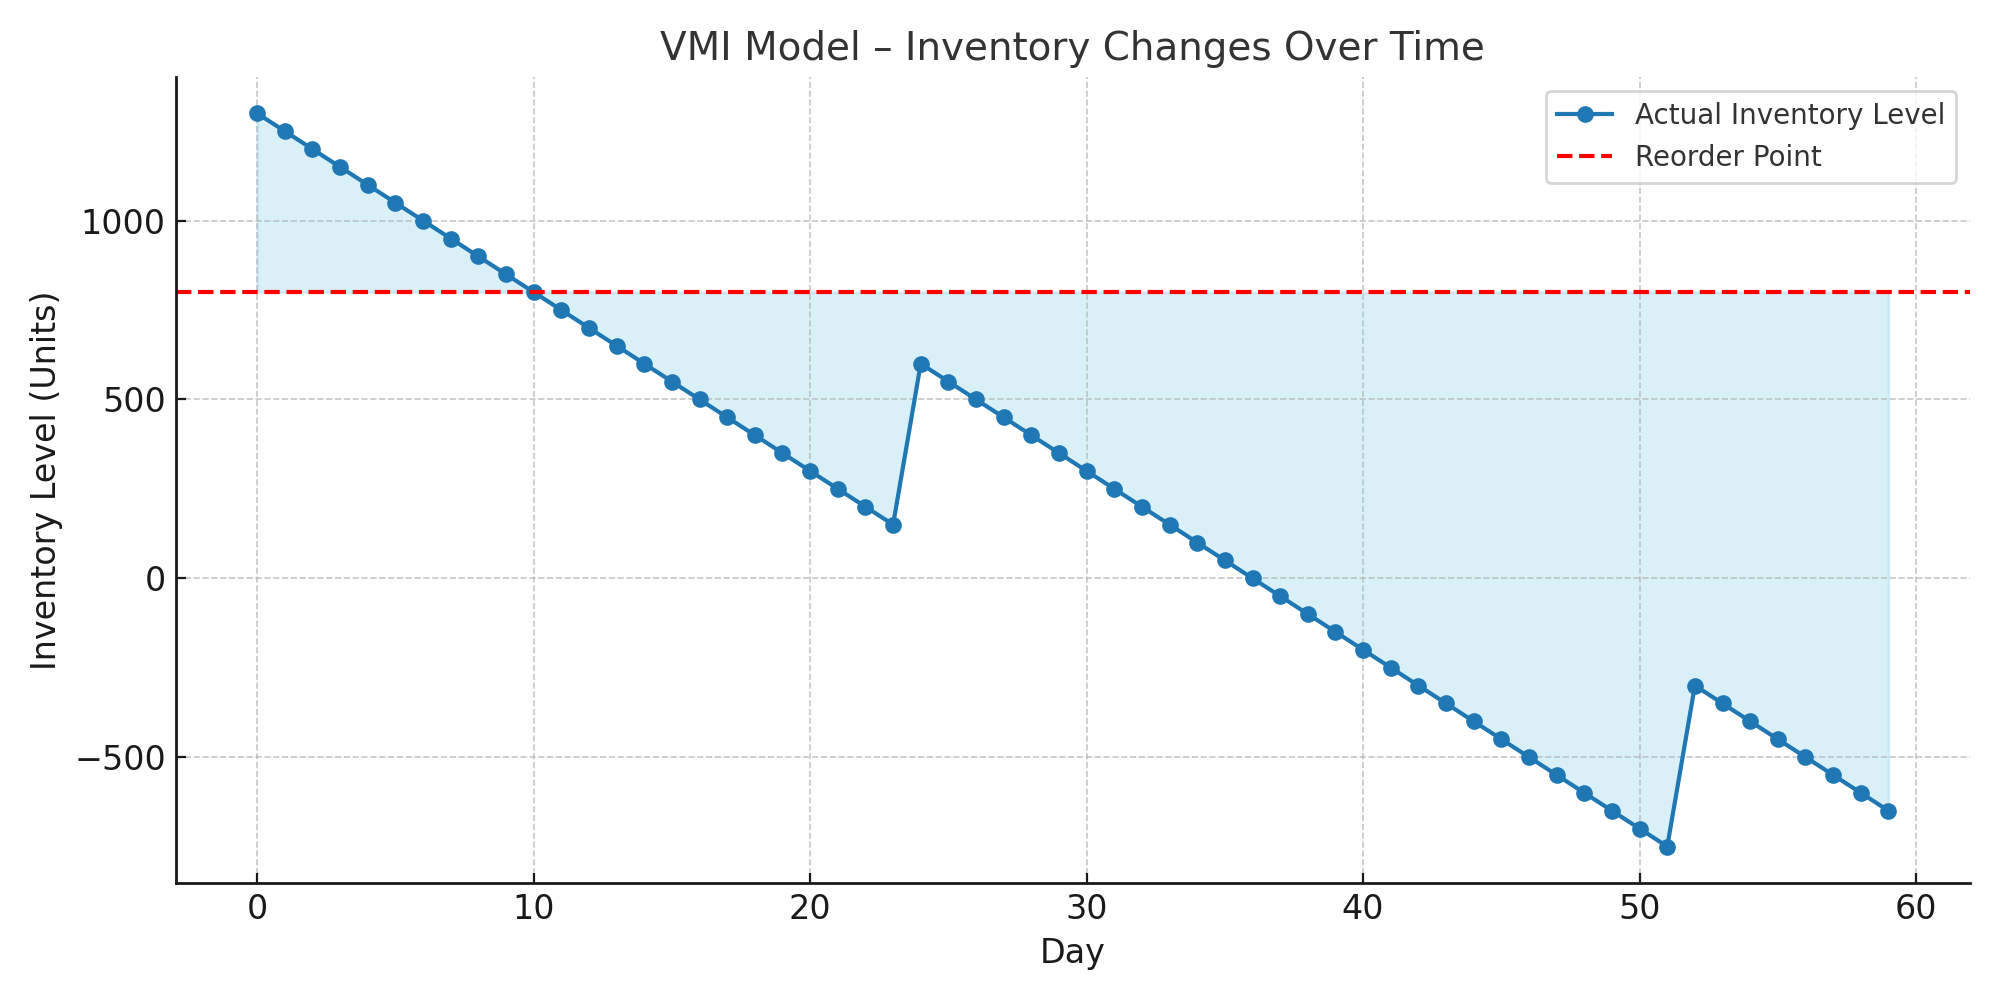 VMI Model – Inventory Changes Over Time
Actual Inventory Level
Reorder Point
Inventory Level (Units)
1000
500
0
−500
0 10 20 30 40 50 60
Day